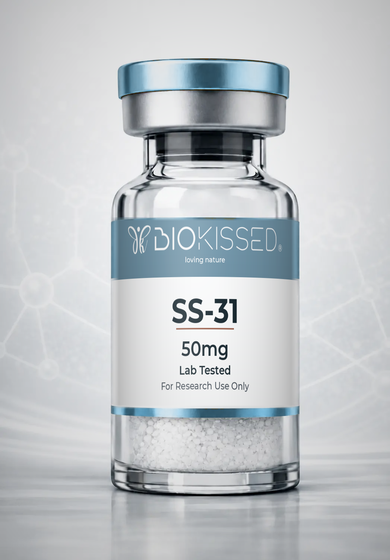 BIOKISSED®
loving nature
SS-31
50mg
Lab Tested
For Research Use Only